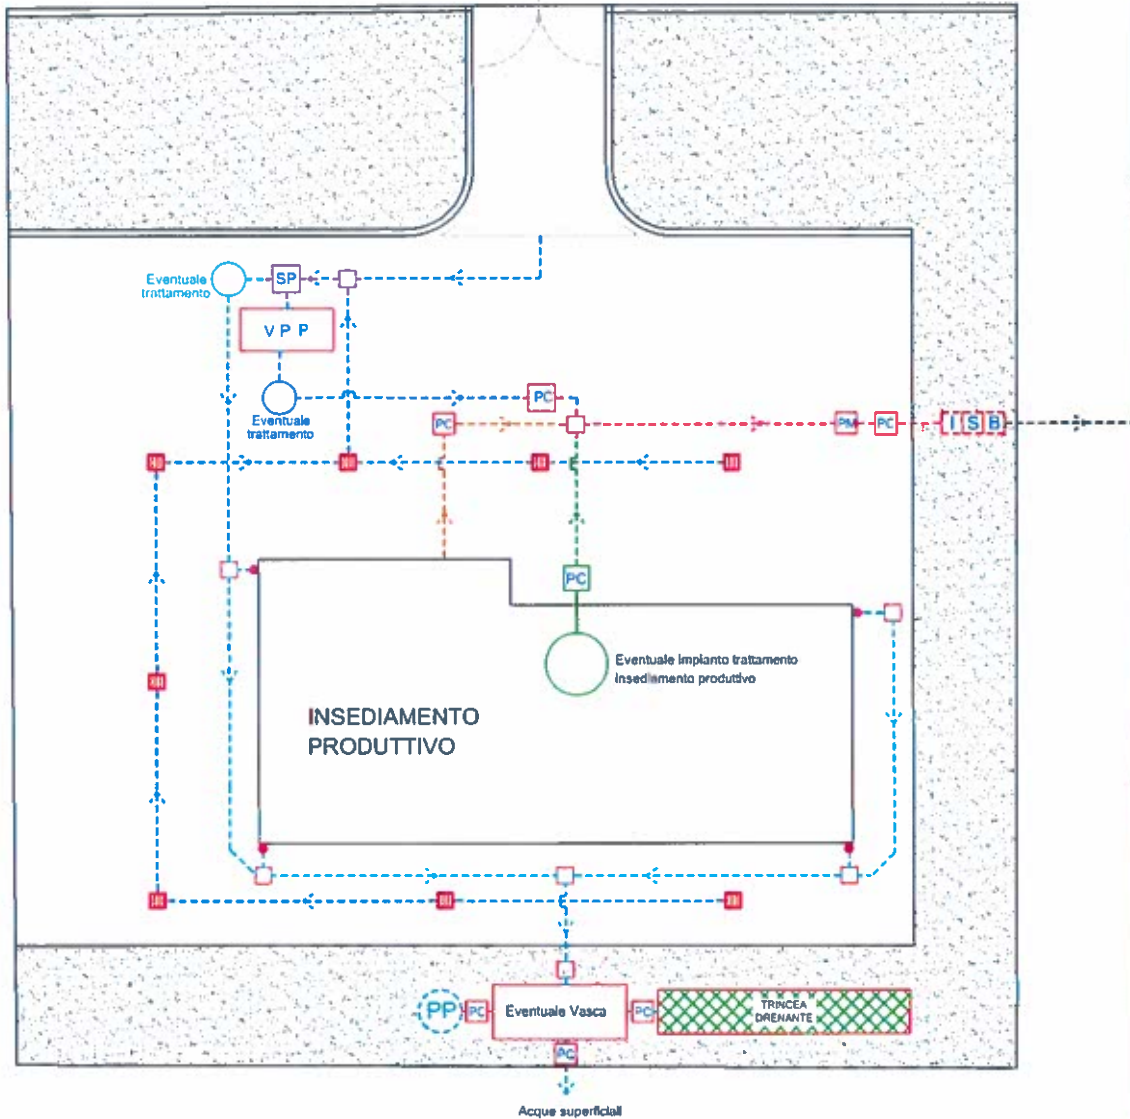 Eventuale
trattamento
SP
V P P
Eventuale
trattamento
PC
PC
PM
PC
I S B
PC
Eventuale impianto trattamento
insediamento produttivo
INSEDIAMENTO
PRODUTTIVO
PP
PC
Eventuale Vasca
PC
TRINCEA
DRENANTE
PC
Acque superficiali